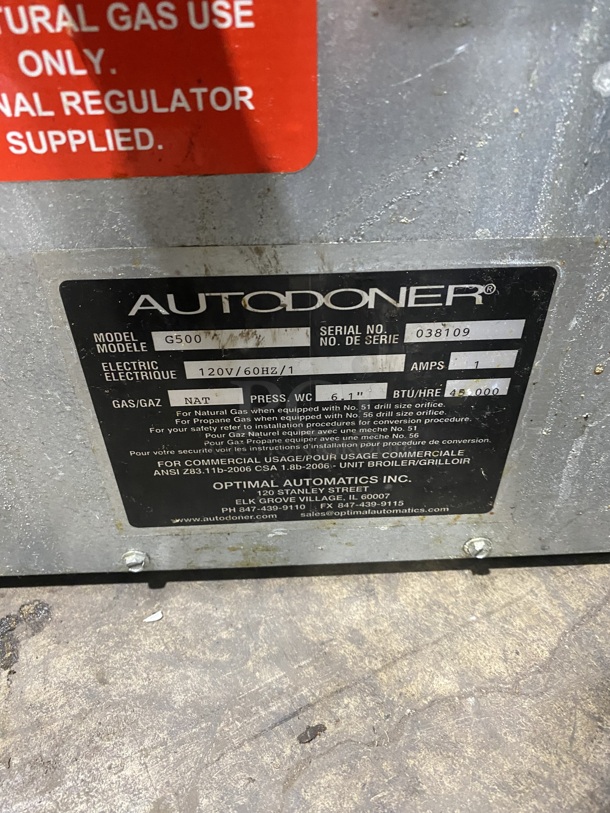 TURAL GAS USE
ONLY.
NAL REGULATOR
SUPPLIED.
AUTODONER®
MODEL MODELE G500 SERIAL NO. NO. DE SERIE 038109
ELECTRIC ELECTRIQUE 120V/60HZ/1 AMPS 1
GAS/GAZ NAT PRESS. WC 6.1" BTU/HRE 45,000
For Natural Gas when equipped with No. 51 drill size orifice.
For Propane Gas when equipped with No. 56 drill size orifice.
For your safety refer to installation procedures for conversion procedure.
Pour Gaz Naturel equiper avec une meche No. 51
Pour Gaz Propane equiper avec une meche No. 56
Pour votre securite voir les instructions d'installation pour procedure de conversion.
FOR COMMERCIAL USAGE/POUR USAGE COMMERCIALE
ANSI Z83.11b-2006 CSA 1.8b-2006 - UNIT BROILER/GRILLOIR
OPTIMAL AUTOMATICS INC.
120 STANLEY STREET
ELK GROVE VILLAGE, IL 60007
PH 847-439-9110 FX 847-439-9115
www.autodoner.com sales@optimalautomatics.com